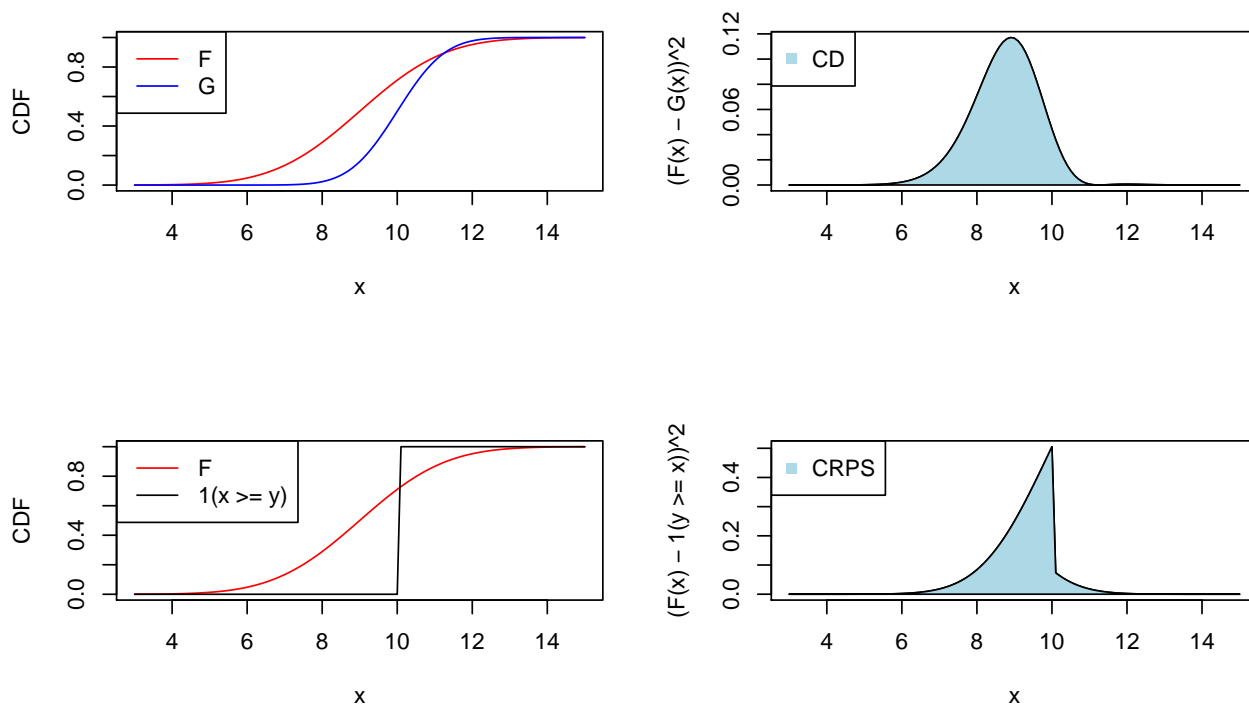 CDF
0.0 0.4 0.8
F
G
4 6 8 10 12 14
x
(F(x) − G(x))^2
0.00 0.06 0.12
CD
4 6 8 10 12 14
x
CDF
0.0 0.4 0.8
F
1(x >= y)
4 6 8 10 12 14
x
(F(x) − 1(y >= x))^2
0.0 0.2 0.4
CRPS
4 6 8 10 12 14
x